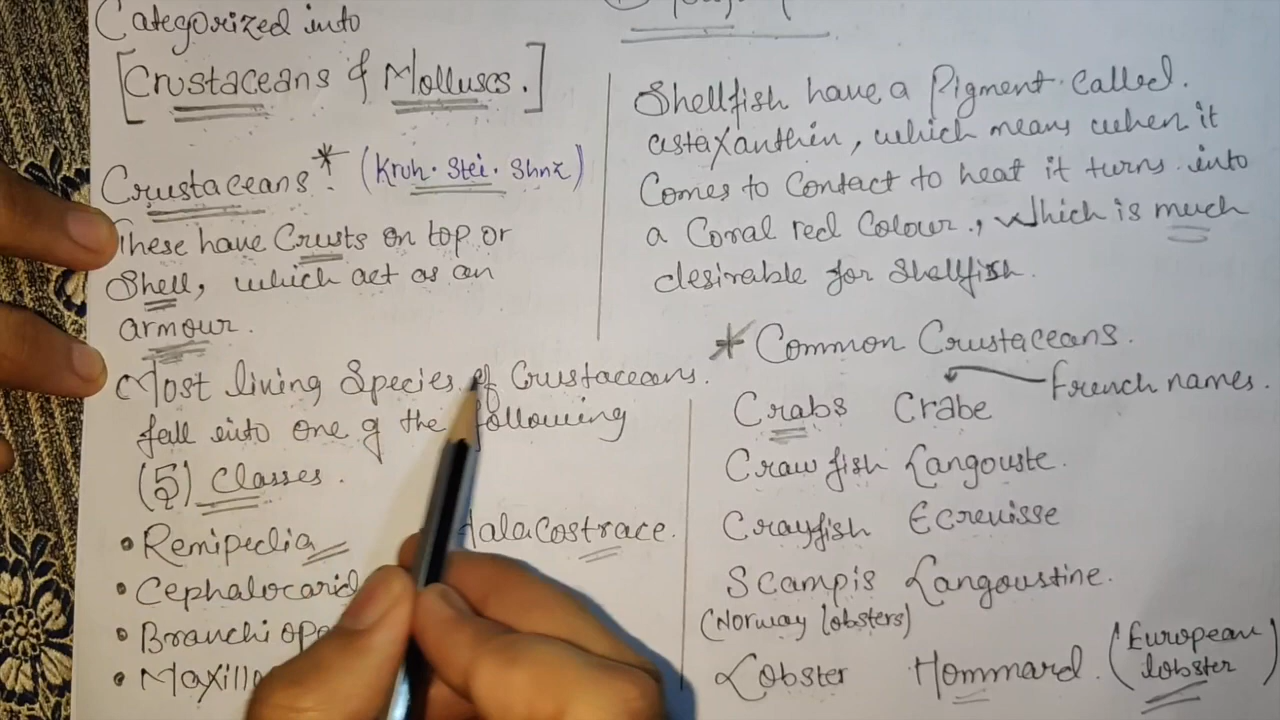 Categorized into
[Crustaceans & Molluscs.]
Crustaceans * (Kruh. Stei. Shnz)
These have Crusts on top or
Shell, which act as an
armour.
Most living Species of Crustaceans.
fall into one of the following
(5) Classes.
• Remipedia
Malacostrace.
• Cephalocarid
• Branchiopo
• Maxillo
Shellfish have a Pigment. Called.
astaxanthin, which means when it
Comes to Contact to heat it turns into
a Coral red Colour., which is much
desirable for Shellfish.
* Common Crustaceans.
French names.
Crabs Crabe
Crawfish Langouste.
Crayfish Ecrevisse
Scampis Langoustine.
(Norway lobsters)
Lobster Hommard. (European
lobster)